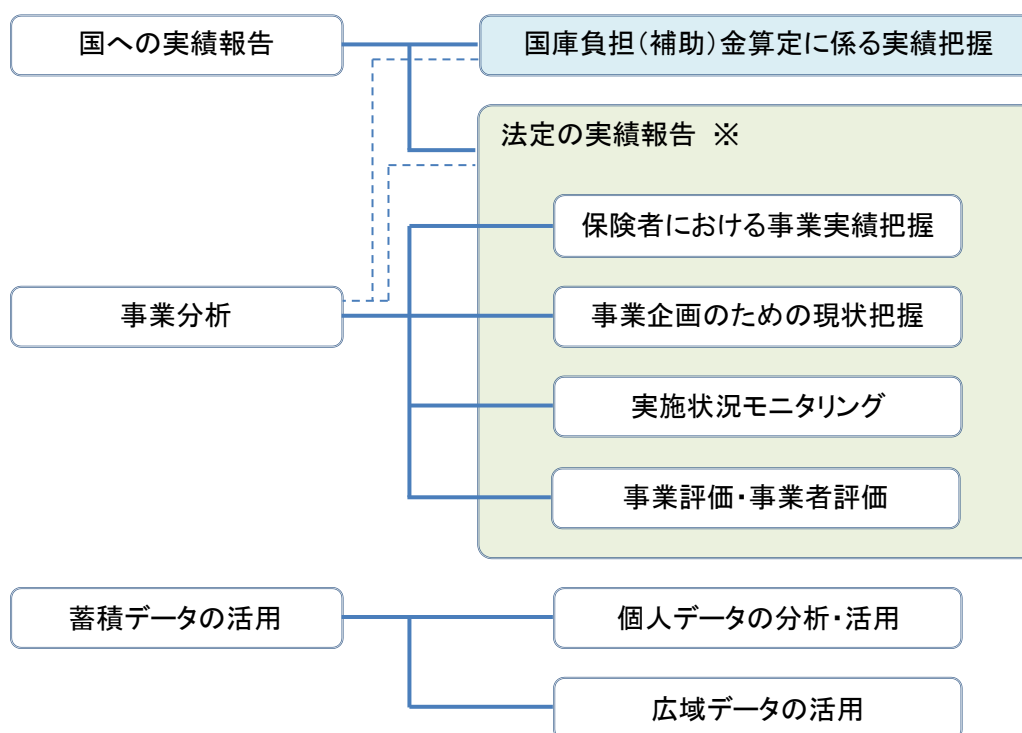 国への実績報告
国庫負担(補助)金算定に係る実績把握
法定の実績報告 ※
保険者における事業実績把握
事業分析
事業企画のための現状把握
実施状況モニタリング
事業評価・事業者評価
蓄積データの活用
個人データの分析・活用
広域データの活用